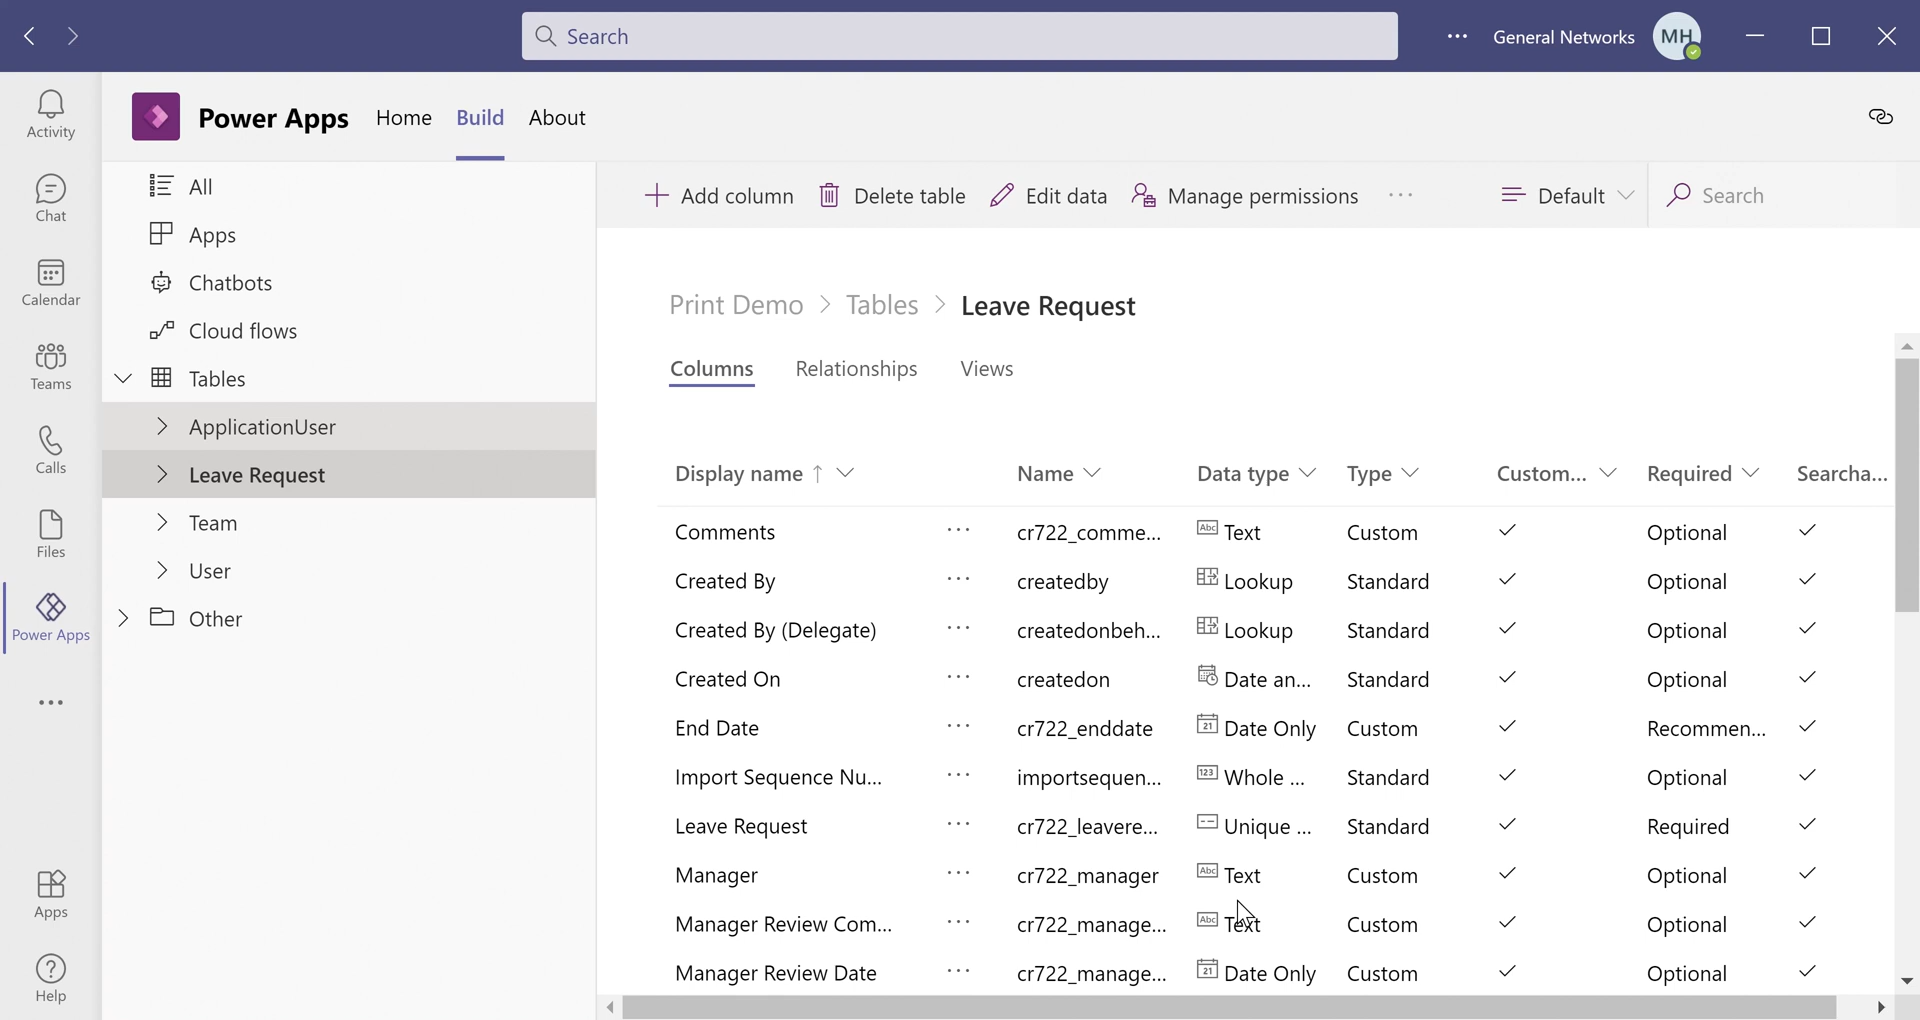 Search
General Networks
MH
Activity
Chat
Calendar
Teams
Calls
Files
Power Apps
Apps
Help
Power Apps
Home
Build
About
All
Apps
Chatbots
Cloud flows
Tables
ApplicationUser
Leave Request
Team
User
Other
Add column
Delete table
Edit data
Manage permissions
Default
Search
Print Demo > Tables > Leave Request
Columns
Relationships
Views
Display name Name Data type Type Custom... Required Searcha...
Comments ... cr722_comme... Abc Text Custom Optional
Created By ... createdby Lookup Standard Optional
Created By (Delegate) ... createdonbeh... Lookup Standard Optional
Created On ... createdon Date an... Standard Optional
End Date ... cr722_enddate 21 Date Only Custom Recommen...
Import Sequence Nu... ... importsequen... 123 Whole ... Standard Optional
Leave Request ... cr722_leavere... Unique ... Standard Required
Manager ... cr722_manager Abc Text Custom Optional
Manager Review Com... ... cr722_manage... Abc Text Custom Optional
Manager Review Date ... cr722_manage... 21 Date Only Custom Optional